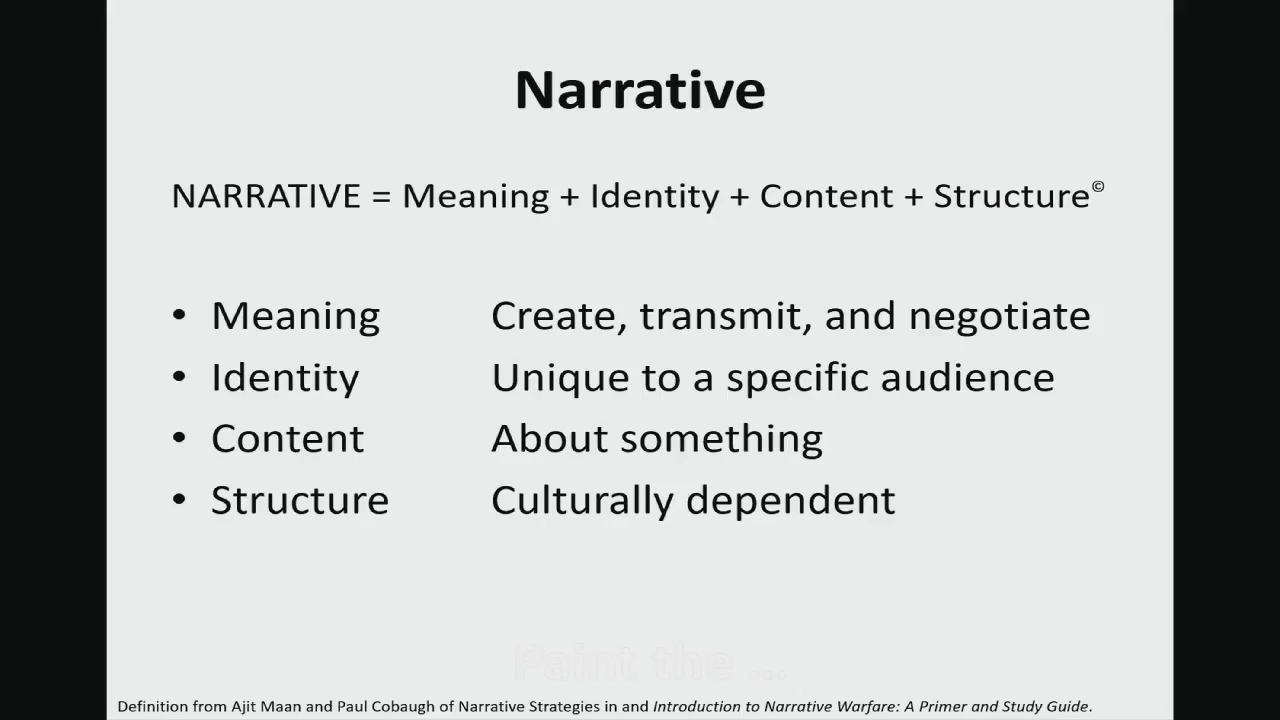 Narrative
NARRATIVE = Meaning + Identity + Content + Structure©
• Meaning Create, transmit, and negotiate
• Identity Unique to a specific audience
• Content About something
• Structure Culturally dependent
Paint the ...
Definition from Ajit Maan and Paul Cobaugh of Narrative Strategies in and Introduction to Narrative Warfare: A Primer and Study Guide.